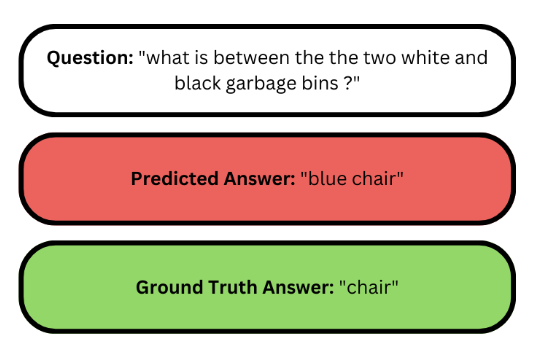 Question: "what is between the the two white and
black garbage bins ?"
Predicted Answer: "blue chair"
Ground Truth Answer: "chair"